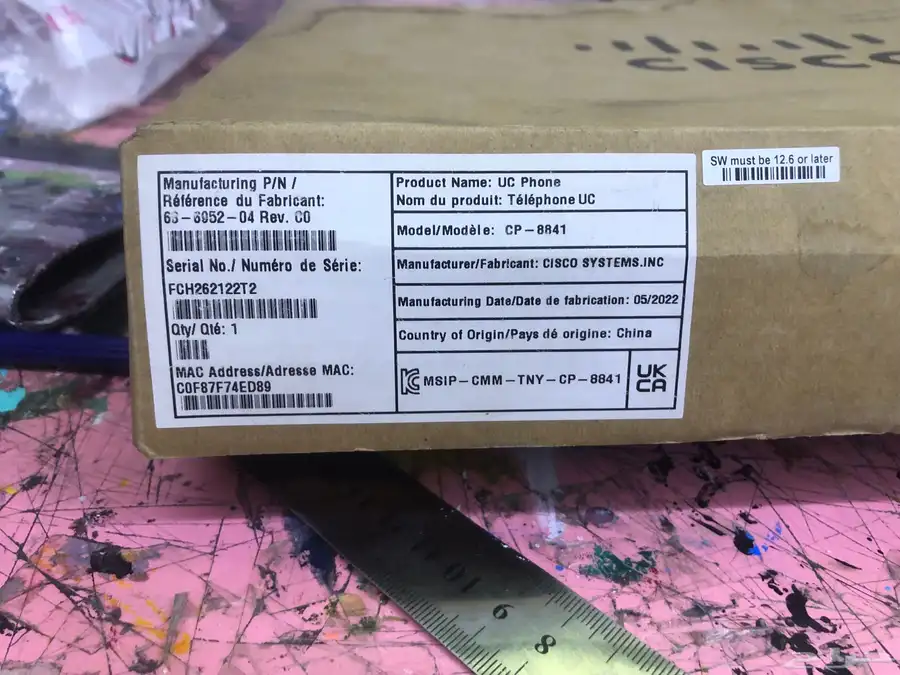 CISCO
SW must be 12.6 or later
Manufacturing P/N /
Référence du Fabricant:
68-6952-04 Rev. C0
Serial No./ Numéro de Série:
FCH262122T2
Qty/ Qté: 1
MAC Address/Adresse MAC:
C0F87F74ED89
Product Name: UC Phone
Nom du produit: Téléphone UC
Model/Modèle: CP-8841
Manufacturer/Fabricant: CISCO SYSTEMS.INC
Manufacturing Date/Date de fabrication: 05/2022
Country of Origin/Pays dé origine: China
MSIP-CMM-TNY-CP-8841
UK
CA
10
9
8